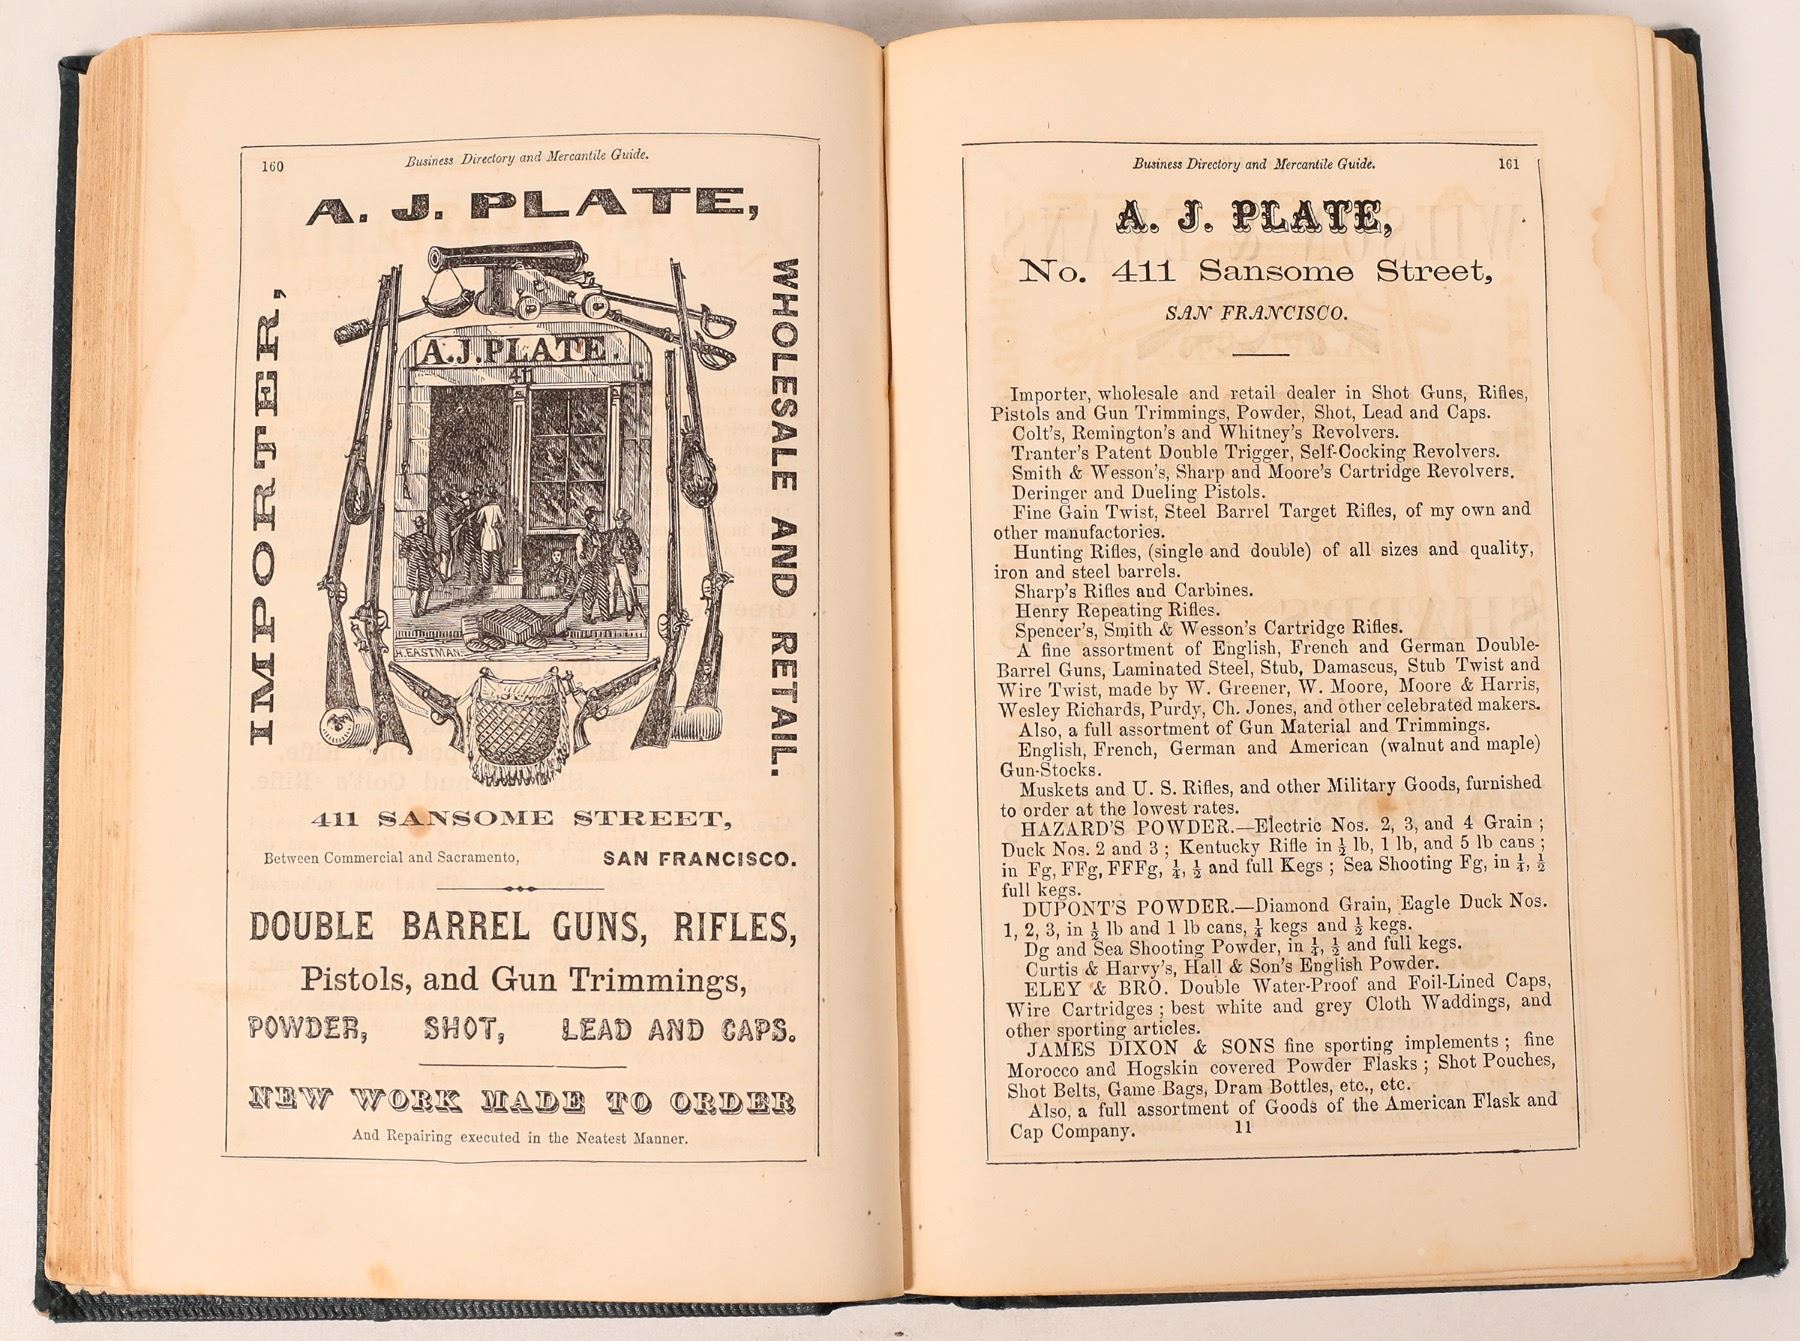 160
Business Directory and Mercantile Guide.
A. J. PLATE,
IMPORTER,
WHOLESALE AND RETAIL.
A.J.PLATE.
411
H.EASTMAN
411 SANSOME STREET,
Between Commercial and Sacramento, SAN FRANCISCO.
DOUBLE BARREL GUNS, RIFLES,
Pistols, and Gun Trimmings,
POWDER, SHOT, LEAD AND CAPS.
NEW WORK MADE TO ORDER
And Repairing executed in the Neatest Manner.
Business Directory and Mercantile Guide. 161
A. J. PLATE,
No. 411 Sansome Street,
SAN FRANCISCO.
Importer, wholesale and retail dealer in Shot Guns, Rifles,
Pistols and Gun Trimmings, Powder, Shot, Lead and Caps.
Colt's, Remington's and Whitney's Revolvers.
Tranter's Patent Double Trigger, Self-Cocking Revolvers.
Smith & Wesson's, Sharp and Moore's Cartridge Revolvers.
Deringer and Dueling Pistols.
Fine Gain Twist, Steel Barrel Target Rifles, of my own and
other manufactories.
Hunting Rifles, (single and double) of all sizes and quality,
iron and steel barrels.
Sharp's Rifles and Carbines.
Henry Repeating Rifles.
Spencer's, Smith & Wesson's Cartridge Rifles.
A fine assortment of English, French and German Double-
Barrel Guns, Laminated Steel, Stub, Damascus, Stub Twist and
Wire Twist, made by W. Greener, W. Moore, Moore & Harris,
Wesley Richards, Purdy, Ch. Jones, and other celebrated makers.
Also, a full assortment of Gun Material and Trimmings.
English, French, German and American (walnut and maple)
Gun-Stocks.
Muskets and U. S. Rifles, and other Military Goods, furnished
to order at the lowest rates.
HAZARD'S POWDER.—Electric Nos. 2, 3, and 4 Grain ;
Duck Nos. 2 and 3 ; Kentucky Rifle in ½ lb, 1 lb, and 5 lb cans ;
in Fg, FFg, FFFg, ¼, ½ and full Kegs ; Sea Shooting Fg, in ¼, ½
full kegs.
DUPONT'S POWDER.—Diamond Grain, Eagle Duck Nos.
1, 2, 3, in ½ lb and 1 lb cans, ¼ kegs and ½ kegs.
Dg and Sea Shooting Powder, in ¼, ½ and full kegs.
Curtis & Harvy's, Hall & Son's English Powder.
ELEY & BRO. Double Water-Proof and Foil-Lined Caps,
Wire Cartridges ; best white and grey Cloth Waddings, and
other sporting articles.
JAMES DIXON & SONS fine sporting implements ; fine
Morocco and Hogskin covered Powder Flasks ; Shot Pouches,
Shot Belts, Game Bags, Dram Bottles, etc., etc.
Also, a full assortment of Goods of the American Flask and
Cap Company. 11